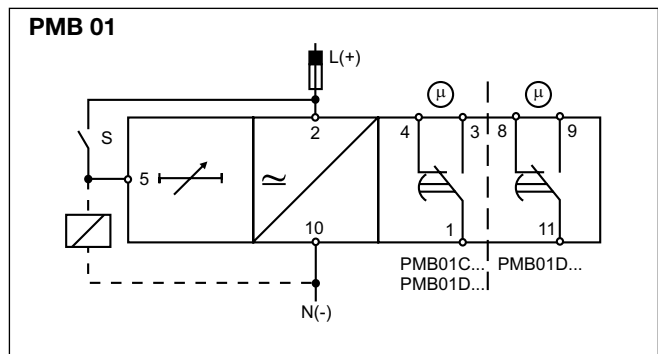 PMB 01
L(+)
S
2
5
≃
10
μ
μ
4
3
8
9
1
11
PMB01C...
PMB01D...
PMB01D...
N(-)